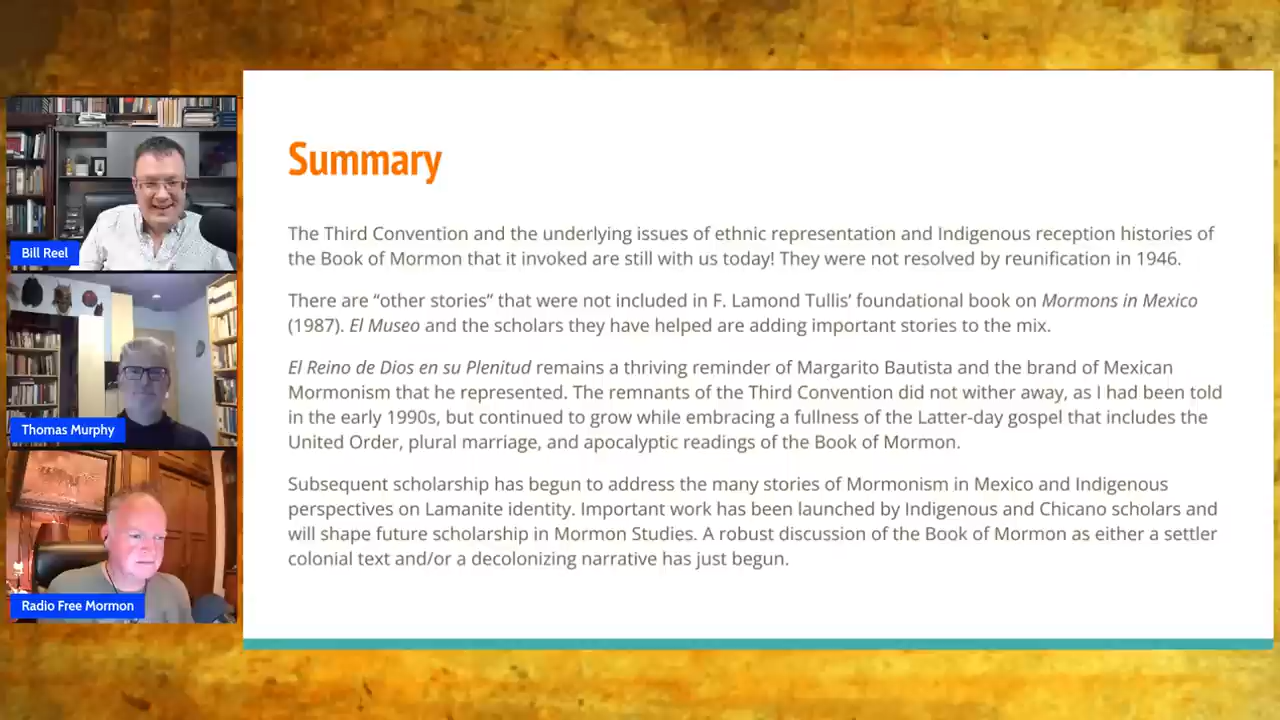 Bill Reel
Thomas Murphy
Radio Free Mormon
Summary
The Third Convention and the underlying issues of ethnic representation and Indigenous reception histories of
the Book of Mormon that it invoked are still with us today! They were not resolved by reunification in 1946.
There are “other stories” that were not included in F. Lamond Tullis’ foundational book on Mormons in Mexico
(1987). El Museo and the scholars they have helped are adding important stories to the mix.
El Reino de Dios en su Plenitud remains a thriving reminder of Margarito Bautista and the brand of Mexican
Mormonism that he represented. The remnants of the Third Convention did not wither away, as I had been told
in the early 1990s, but continued to grow while embracing a fullness of the Latter-day gospel that includes the
United Order, plural marriage, and apocalyptic readings of the Book of Mormon.
Subsequent scholarship has begun to address the many stories of Mormonism in Mexico and Indigenous
perspectives on Lamanite identity. Important work has been launched by Indigenous and Chicano scholars and
will shape future scholarship in Mormon Studies. A robust discussion of the Book of Mormon as either a settler
colonial text and/or a decolonizing narrative has just begun.